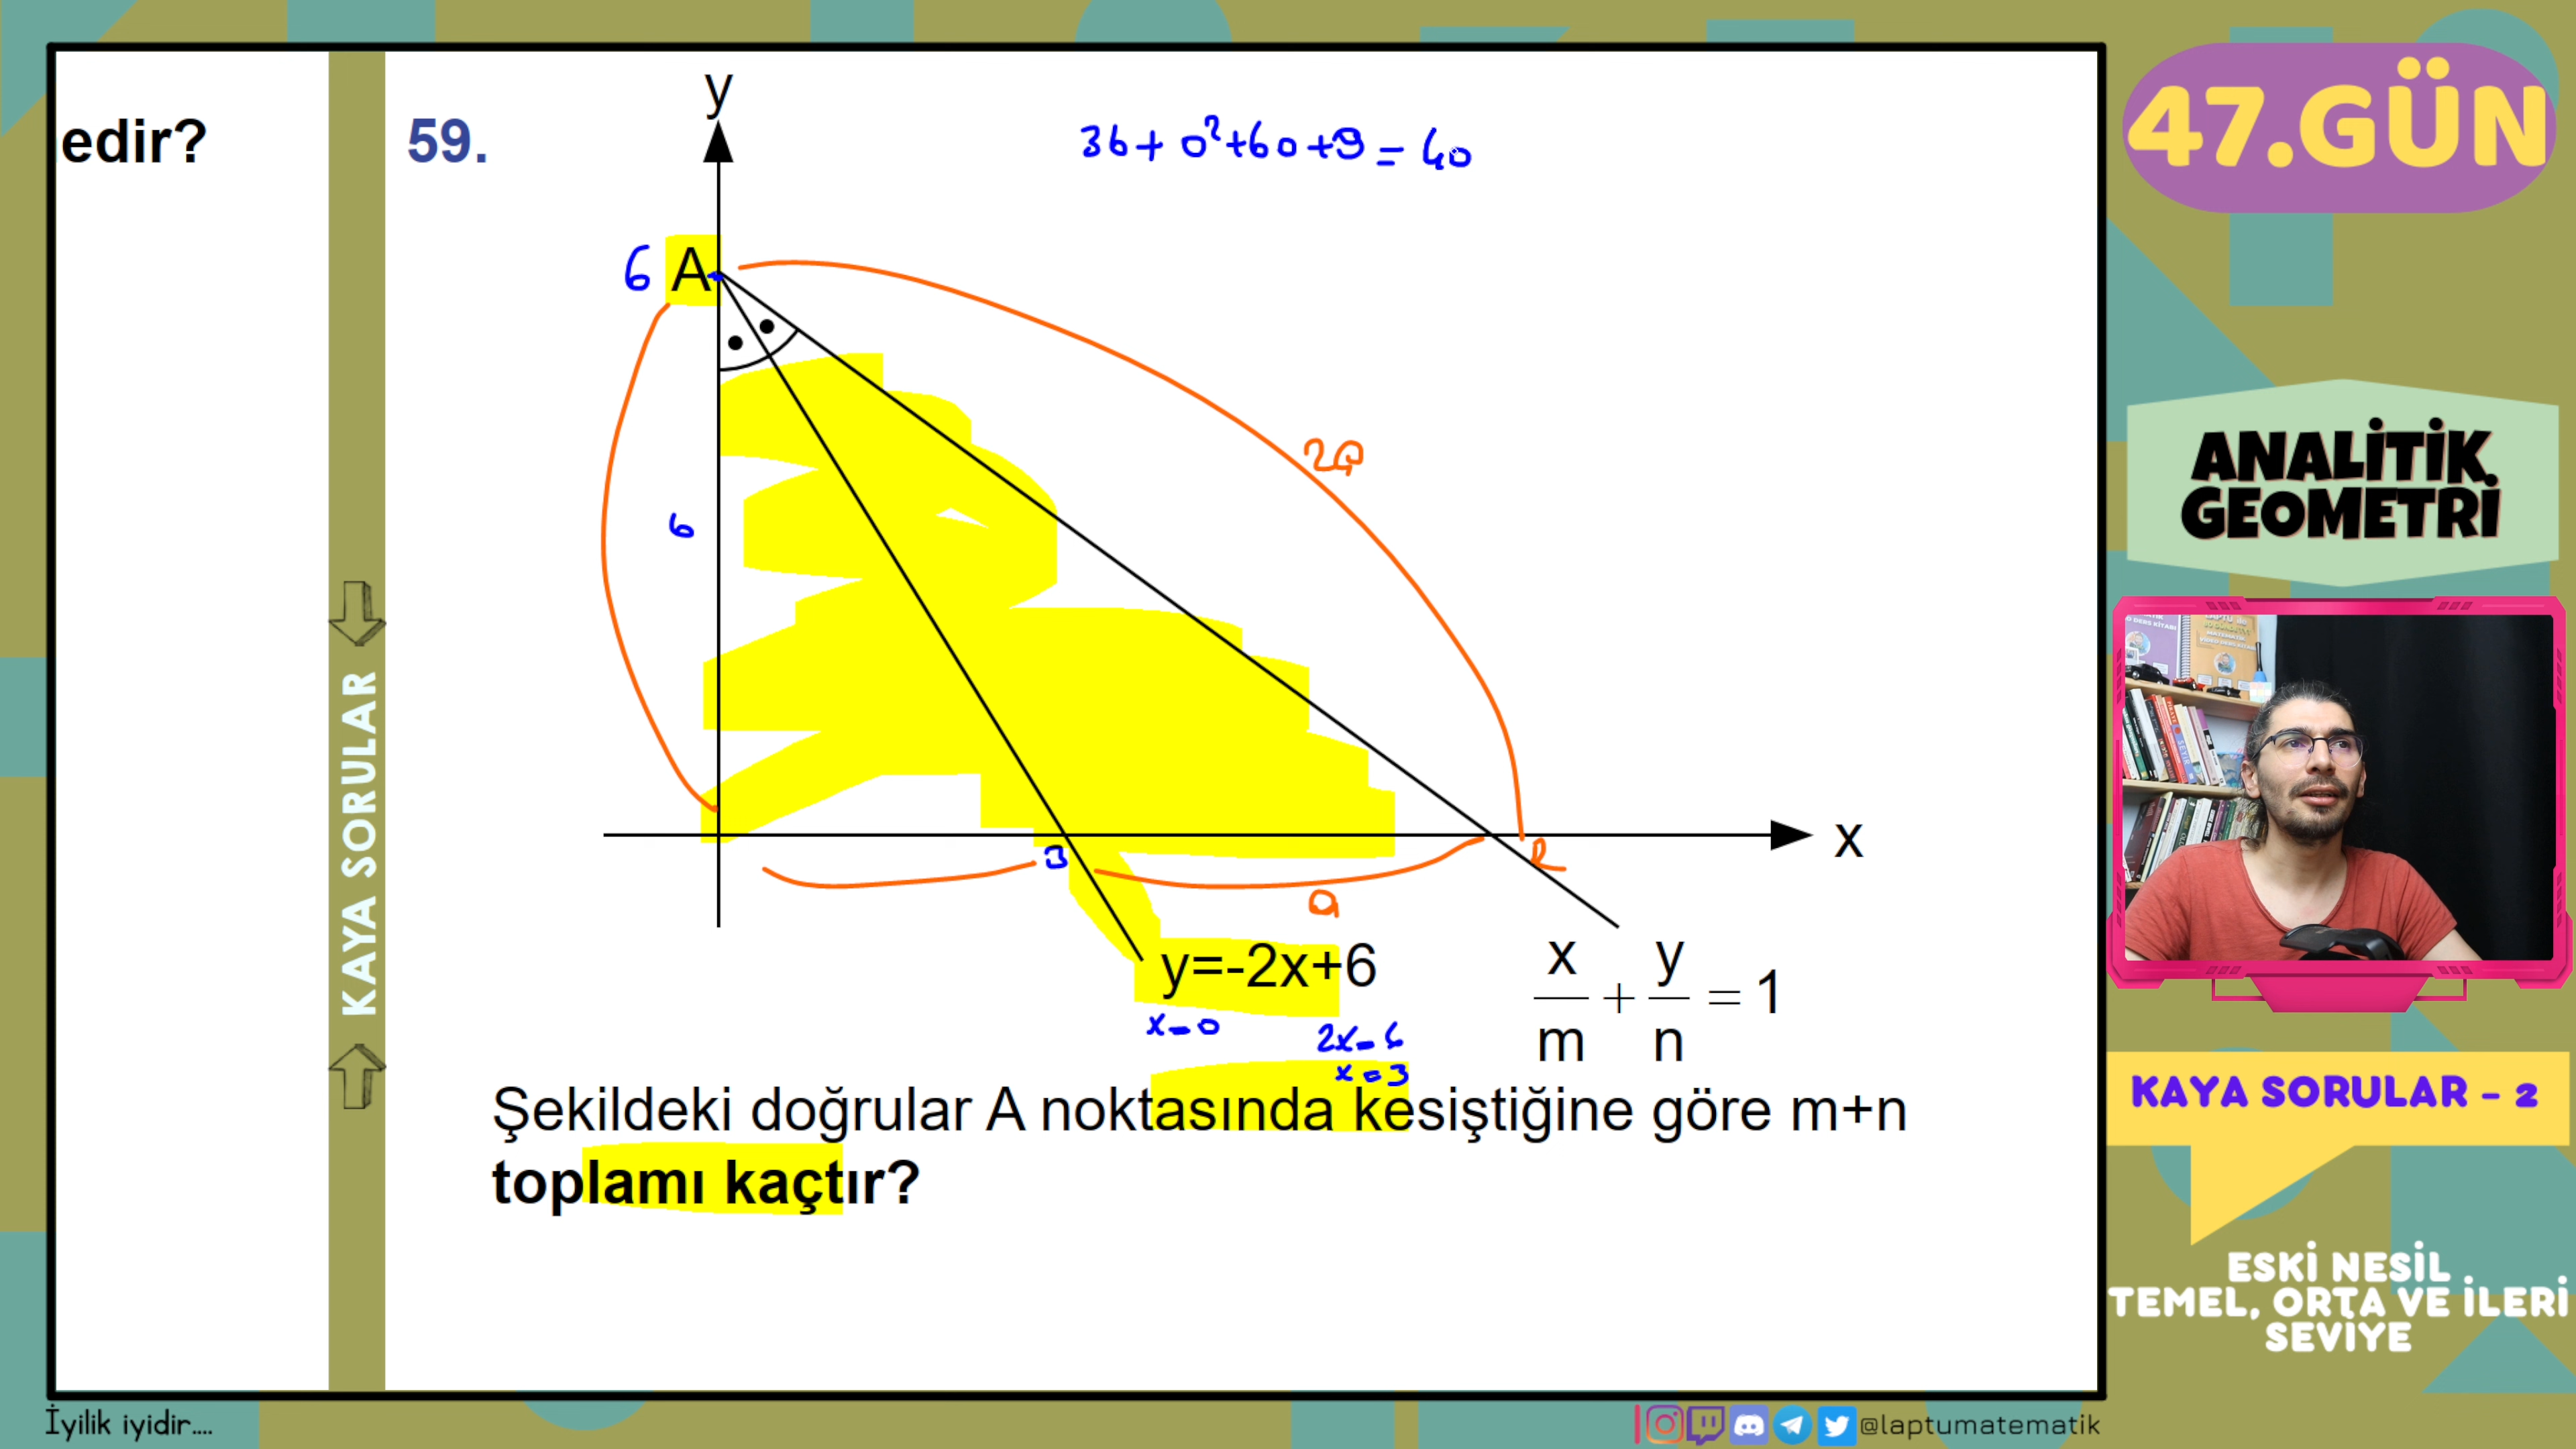 edir?
59.
y
36+a²+6a+9=4a
6 A
2a
6
x
3
R
a
y=-2x+6
x/m + y/n = 1
x=0
2x=6
x=3
Şekildeki doğrular A noktasında kesiştiğine göre m+n
toplamı kaçtır?
KAYA SORULAR
47.GÜN
ANALİTİK
GEOMETRİ
KAYA SORULAR - 2
ESKİ NESİL
TEMEL, ORTA VE İLERİ
SEVİYE
İyilik iyidir....
@laptumatematik